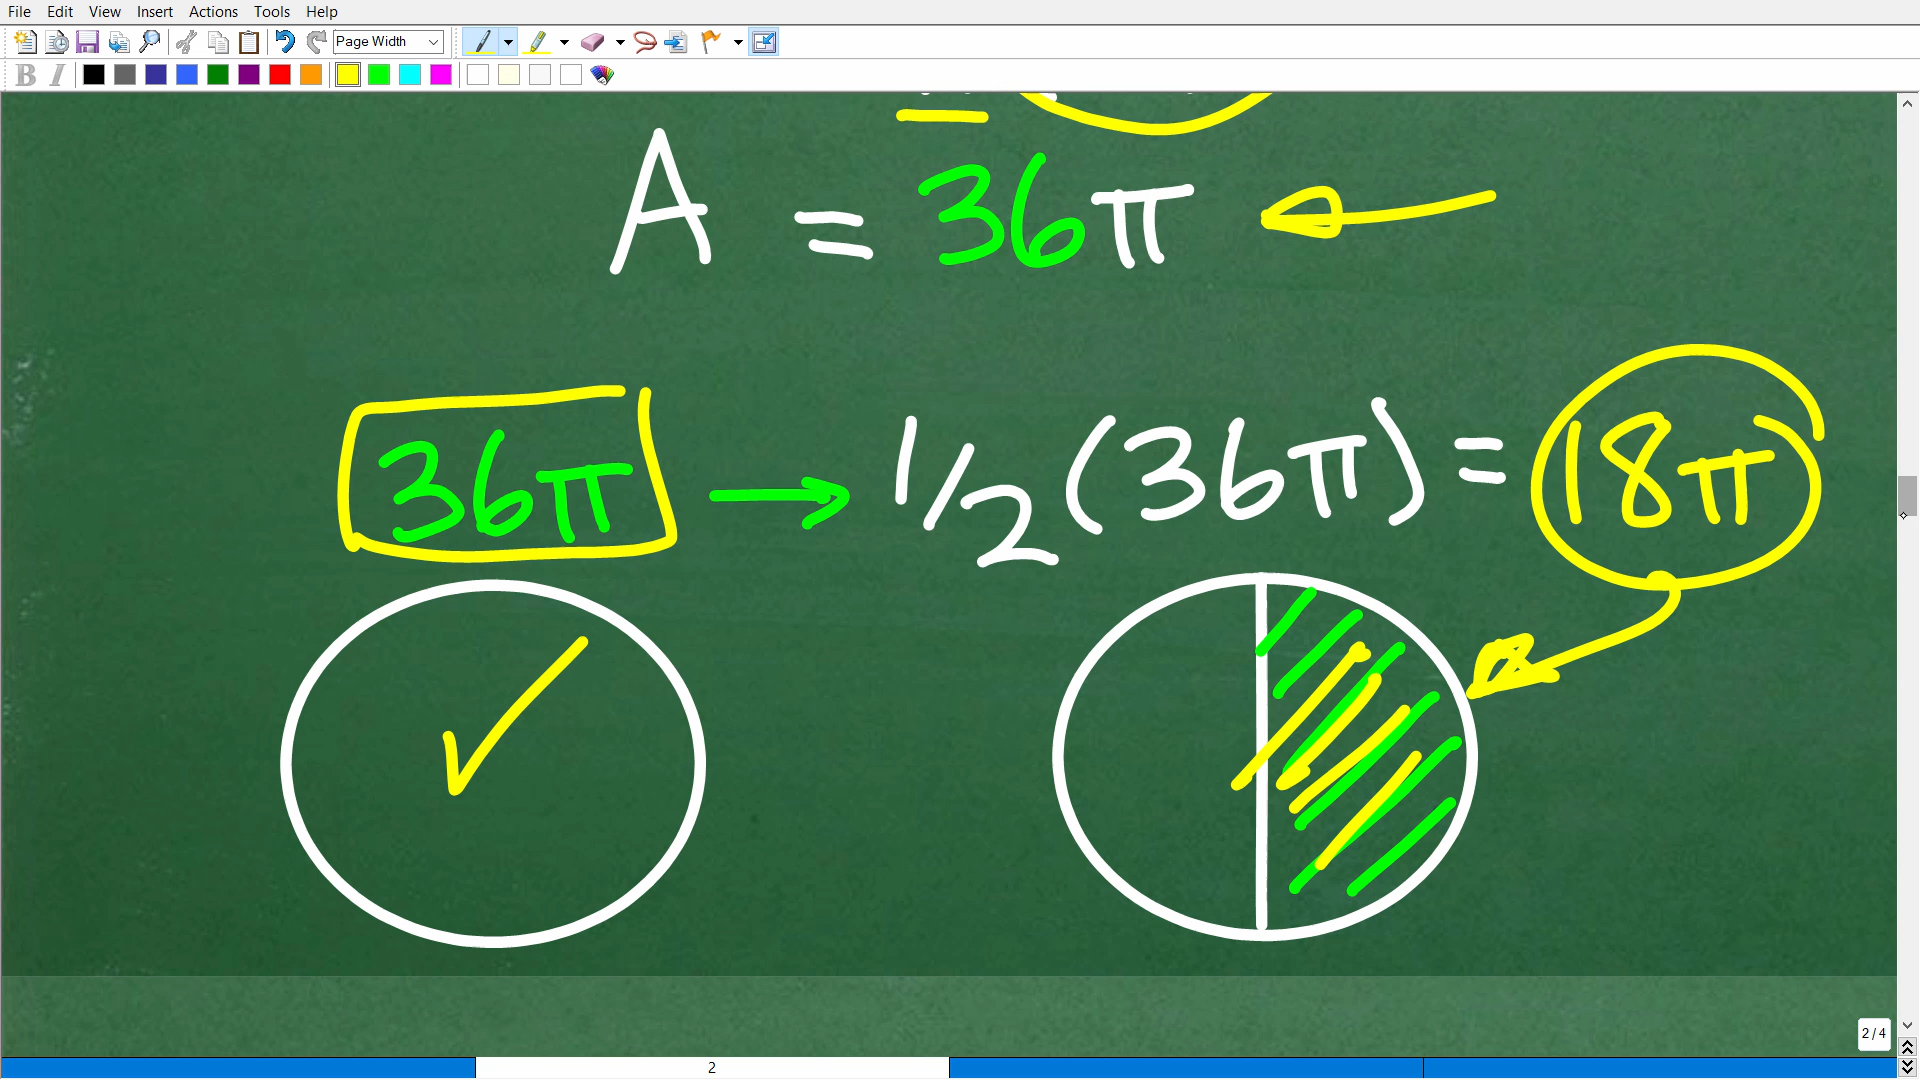 File Edit View Insert Actions Tools Help
Page Width
B I
A = 36π
36π → 1/2(36π) = 18π
2 / 4
2